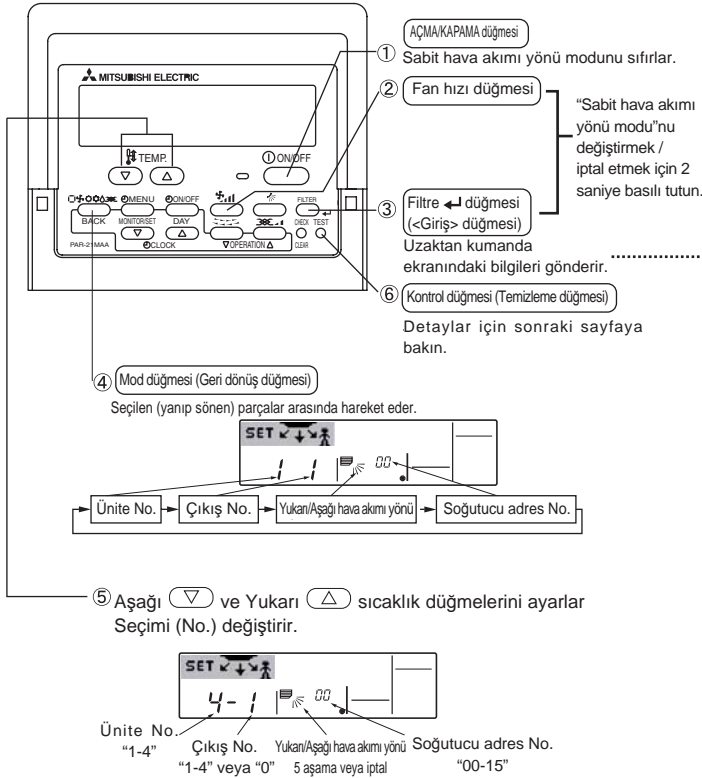 AÇMA/KAPAMA düğmesi
① Sabit hava akımı yönü modunu sıfırlar.
② Fan hızı düğmesi
"Sabit hava akımı
yönü modu"nu
değiştirmek /
iptal etmek için 2
saniye basılı tutun.
③ Filtre ↵ düğmesi
(<Giriş> düğmesi)
Uzaktan kumanda
ekranındaki bilgileri gönderir.
⑥ Kontrol düğmesi (Temizleme düğmesi)
Detaylar için sonraki sayfaya
bakın.
MITSUBISHI ELECTRIC
TEMP. ON/OFF
MENU ON/OFF FILTER
BACK MONITOR/SET DAY CHECK TEST
PAR-21MAA CLOCK ▽OPERATION△ CLEAR
④ Mod düğmesi (Geri dönüş düğmesi)
Seçilen (yanıp sönen) parçalar arasında hareket eder.
SET
1 1 00
Ünite No. Çıkış No. Yukarı/Aşağı hava akımı yönü Soğutucu adres No.
⑤ Aşağı ▽ ve Yukarı △ sıcaklık düğmelerini ayarlar
Seçimi (No.) değiştirir.
SET
4- 1 00
Ünite No. Çıkış No. Yukarı/Aşağı hava akımı yönü Soğutucu adres No.
"1-4" "1-4" veya "0" 5 aşama veya iptal "00-15"